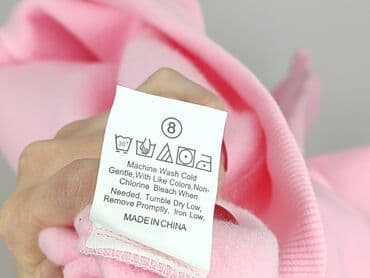 8
30°
Machine Wash Cold
Gentle,With Like Colors,Non-
Chlorine Bleach When
Needed. Tumble Dry Low,
Remove Promptly, Iron Low,
MADE IN CHINA